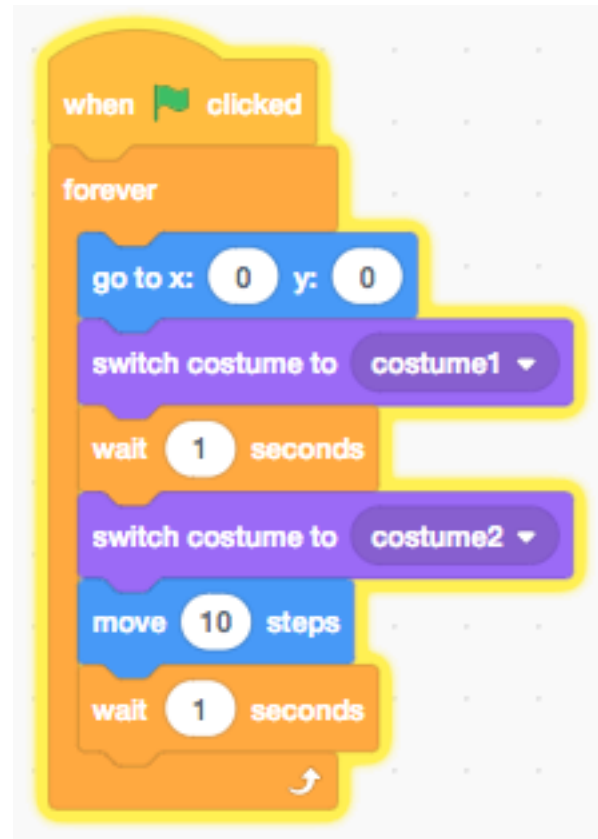 when clicked
forever
go to x: 0 y: 0
switch costume to costume1
wait 1 seconds
switch costume to costume2
move 10 steps
wait 1 seconds